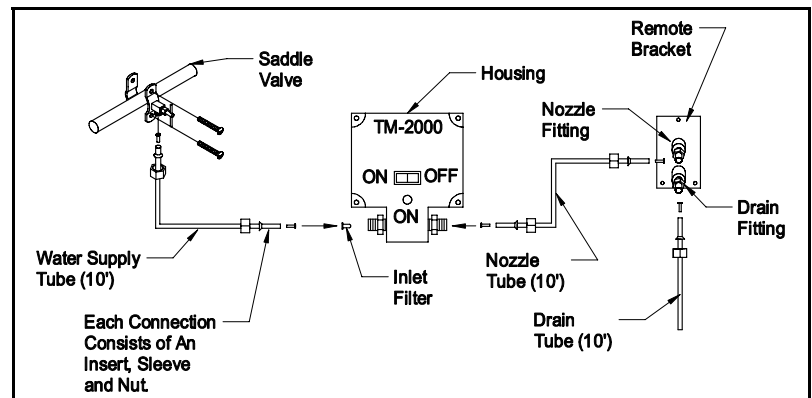 Saddle
Valve
Housing
Remote
Bracket
Nozzle
Fitting
TM-2000
ON OFF
ON
Drain
Fitting
Water Supply
Tube (10')
Inlet
Filter
Nozzle
Tube (10')
Each Connection
Consists of An
Insert, Sleeve
and Nut.
Drain
Tube (10')